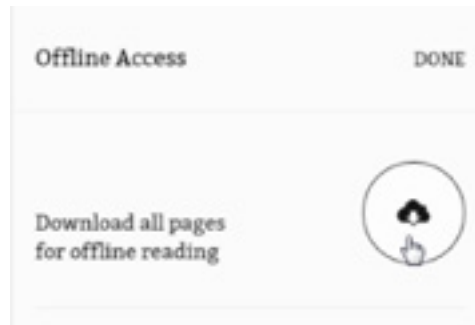 Offline Access
DONE
Download all pages
for offline reading